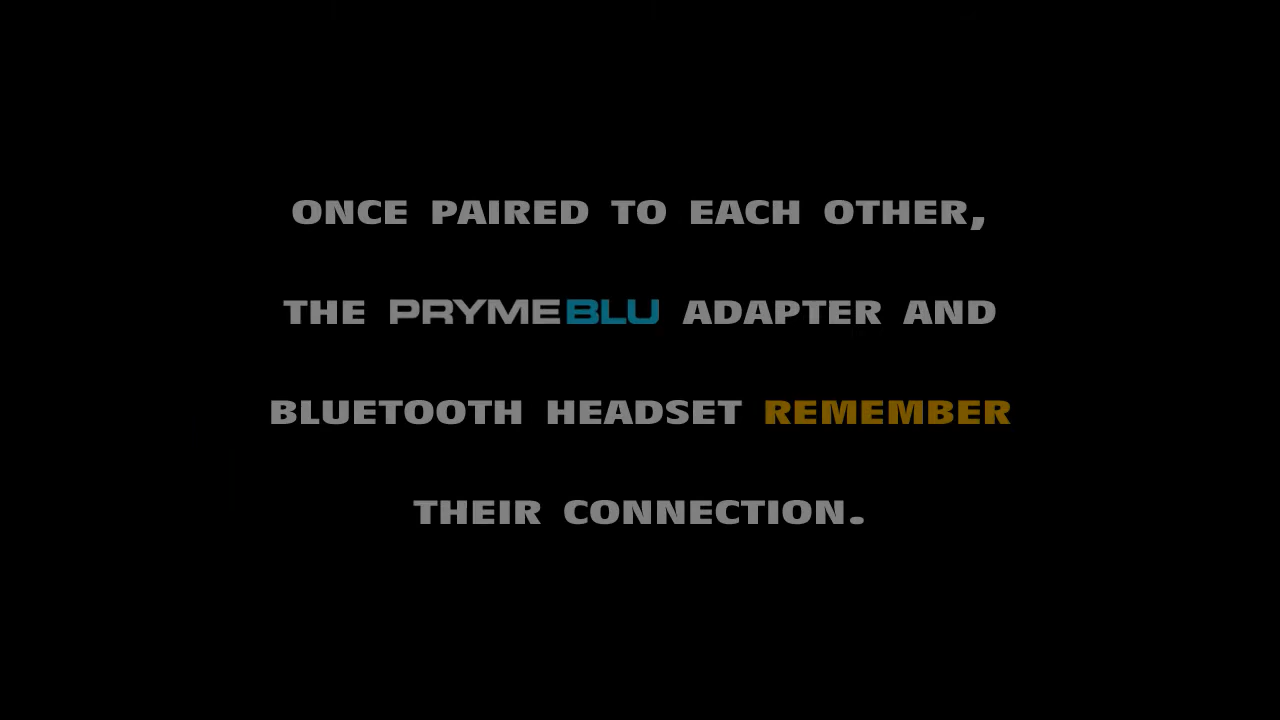 ONCE PAIRED TO EACH OTHER,
THE PRYMEBLU ADAPTER AND
BLUETOOTH HEADSET REMEMBER
THEIR CONNECTION.